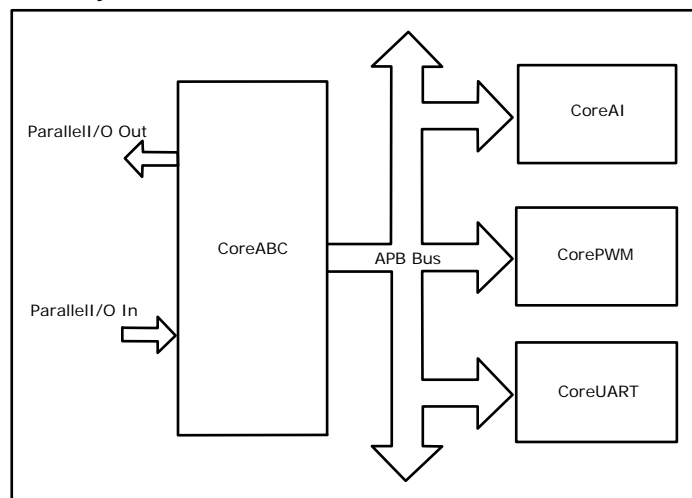 ParallelI/O Out
CoreABC
ParallelI/O In
APB Bus
CoreAI
CorePWM
CoreUART